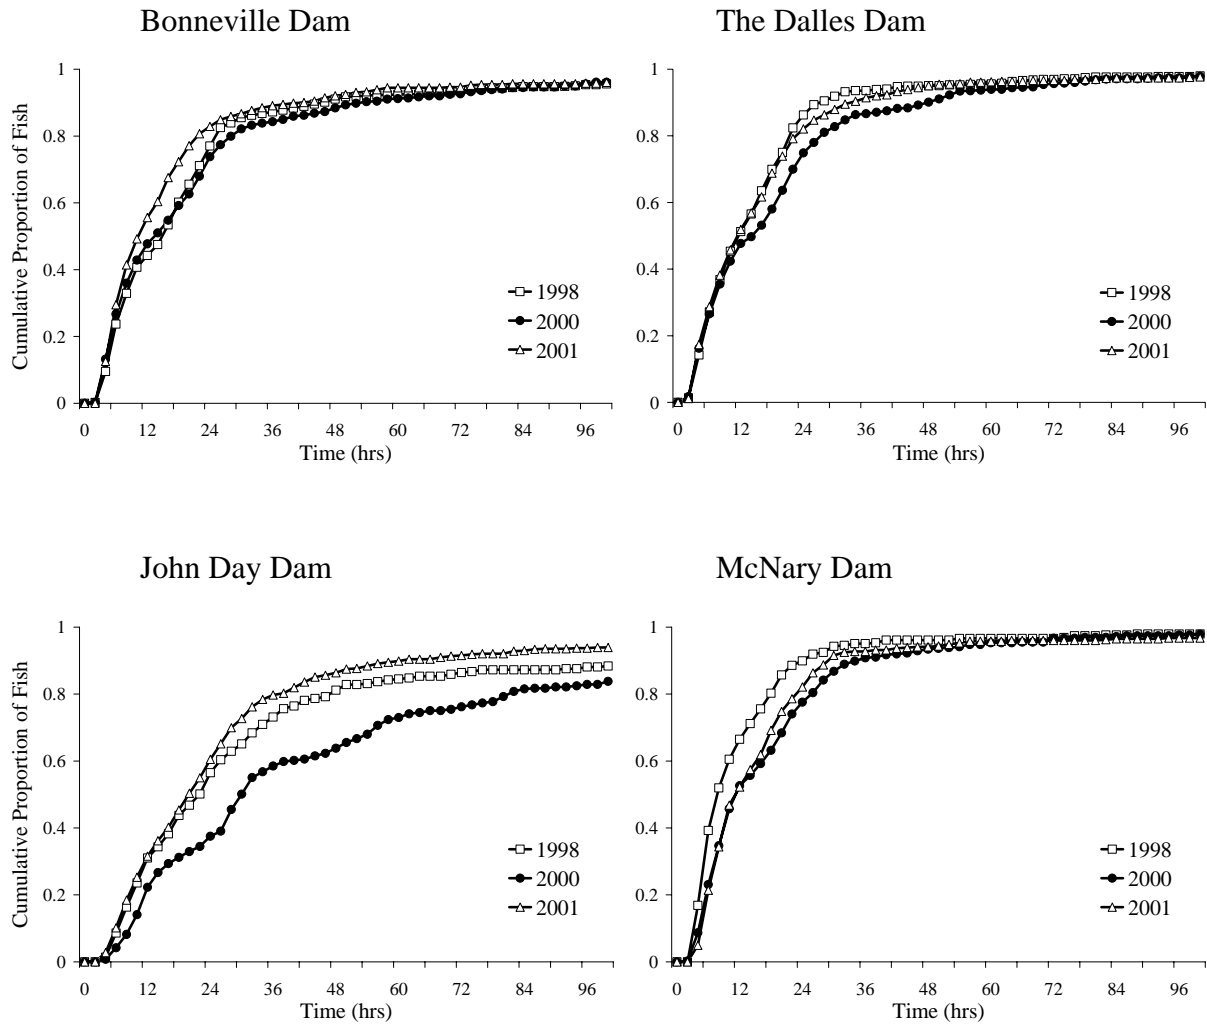 Bonneville Dam
Cumulative Proportion of Fish
1
0.8
0.6
0.4
0.2
0
1998
2000
2001
0 12 24 36 48 60 72 84 96
Time (hrs)
The Dalles Dam
1
0.8
0.6
0.4
0.2
0
1998
2000
2001
0 12 24 36 48 60 72 84 96
Time (hrs)
John Day Dam
Cumulative Proportion of Fish
1
0.8
0.6
0.4
0.2
0
1998
2000
2001
0 12 24 36 48 60 72 84 96
Time (hrs)
McNary Dam
1
0.8
0.6
0.4
0.2
0
1998
2000
2001
0 12 24 36 48 60 72 84 96
Time (hrs)